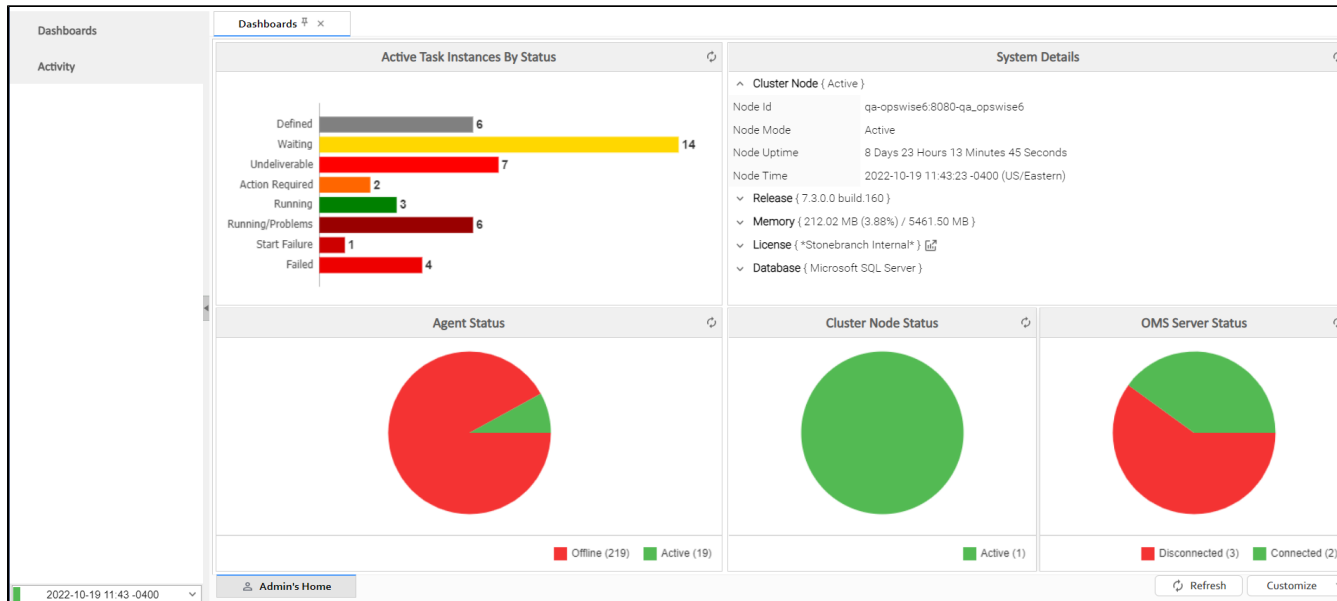 Dashboards
Activity
Dashboards
Active Task Instances By Status
Defined 6
Waiting 14
Undeliverable 7
Action Required 2
Running 3
Running/Problems 6
Start Failure 1
Failed 4
System Details
Cluster Node { Active }
Node Id qa-opswise6:8080-qa_opswise6
Node Mode Active
Node Uptime 8 Days 23 Hours 13 Minutes 45 Seconds
Node Time 2022-10-19 11:43:23 -0400 (US/Eastern)
Release { 7.3.0.0 build.160 }
Memory { 212.02 MB (3.88%) / 5461.50 MB }
License { *Stonebranch Internal* }
Database { Microsoft SQL Server }
Agent Status
Offline (219) Active (19)
Cluster Node Status
Active (1)
OMS Server Status
Disconnected (3) Connected (2)
2022-10-19 11:43 -0400
Admin's Home
Refresh
Customize